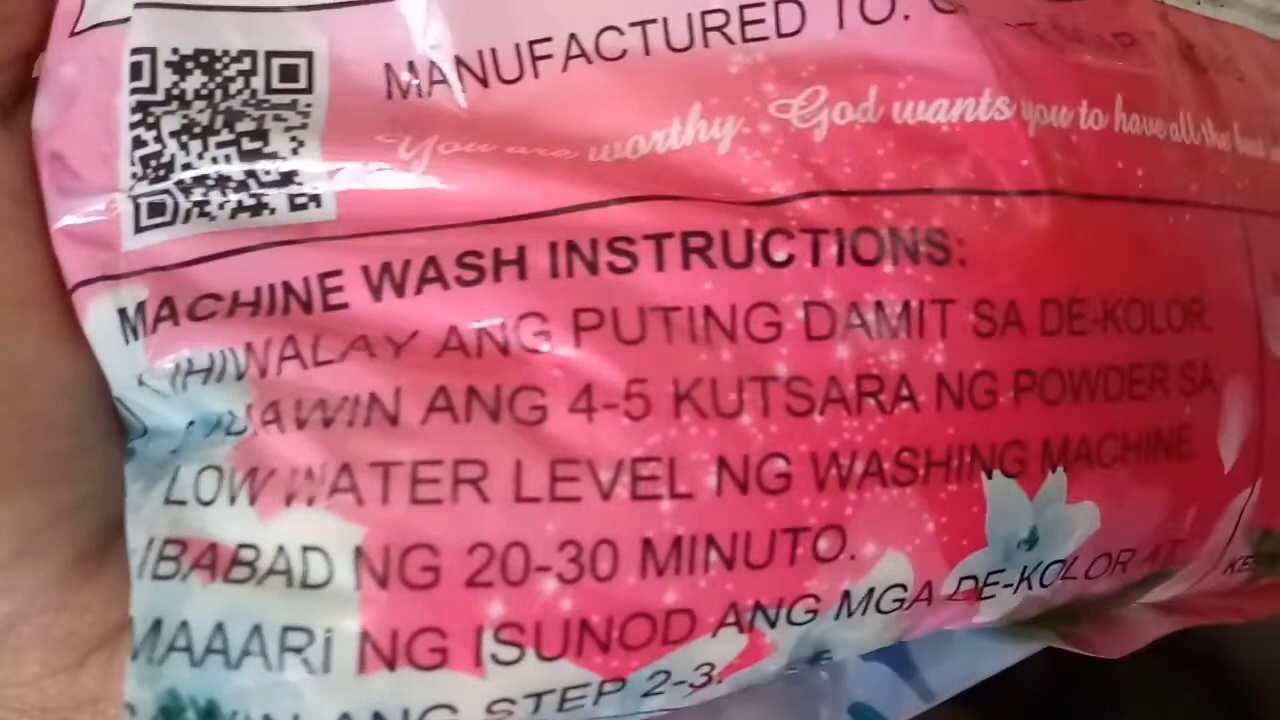 MANUFACTURED TO:
You are worthy. God wants you to have all the best
MACHINE WASH INSTRUCTIONS:
ANG PUTING DAMIT SA DE-KOLOR.
ANG 4-5 KUTSARA NG POWDER SA
LOW WATER LEVEL NG WASHING MACHINE.
IBABAD NG 20-30 MINUTO.
MAAARI NG ISUNOD ANG MGA DE-KOLOR AT
ANG STEP 2-3.